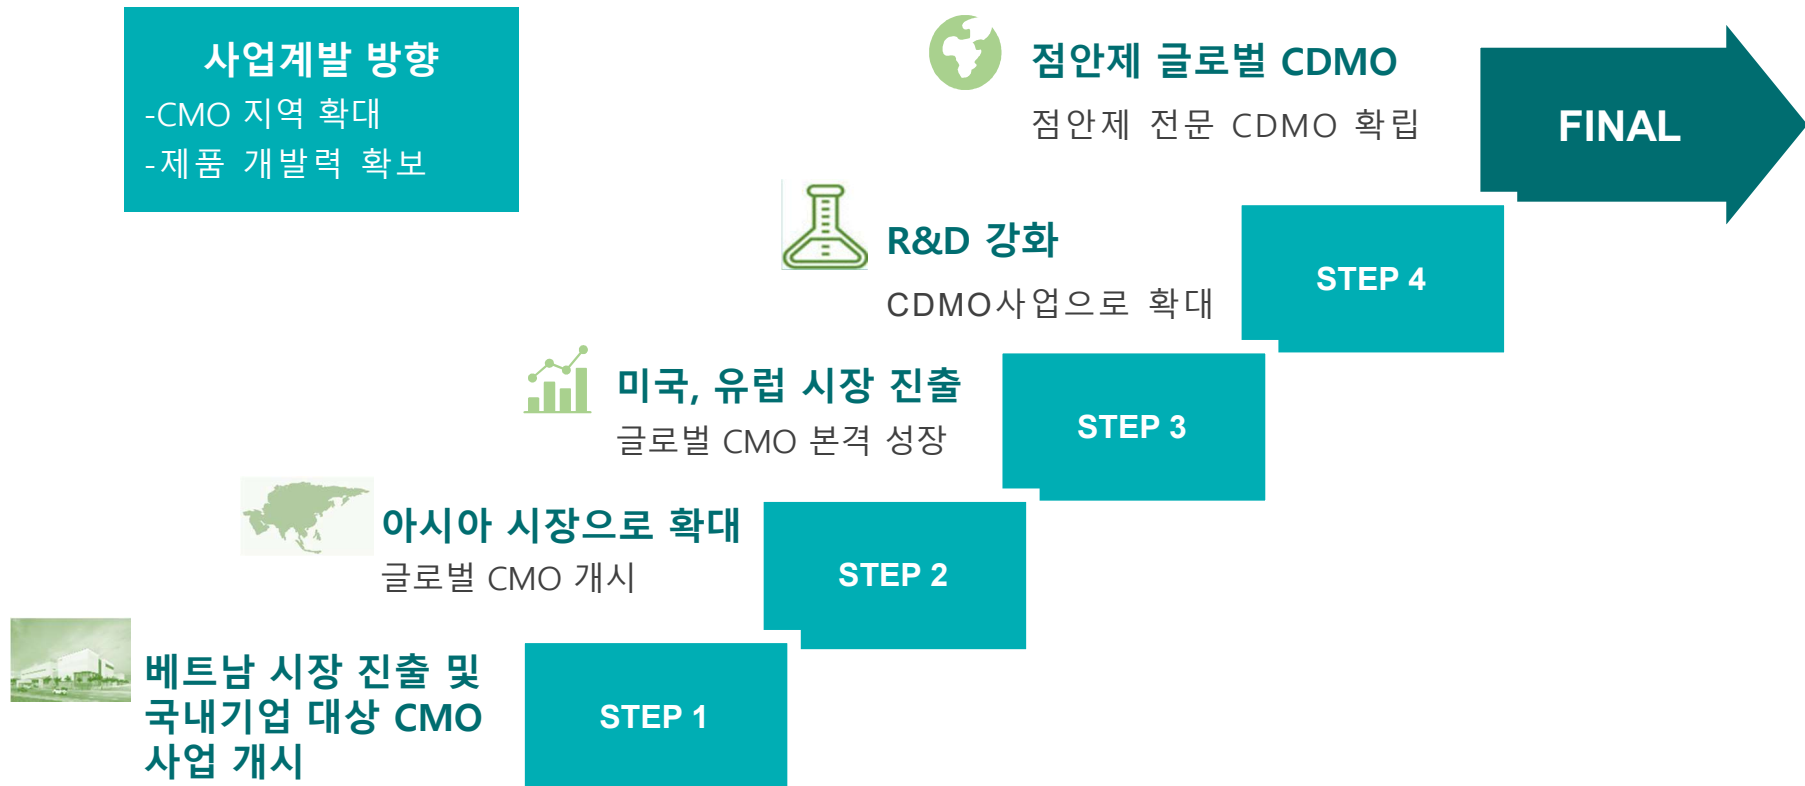 사업계발 방향
-CMO 지역 확대
-제품 개발력 확보
점안제 글로벌 CDMO
점안제 전문 CDMO 확립
FINAL
R&D 강화
CDMO사업으로 확대
STEP 4
미국, 유럽 시장 진출
글로벌 CMO 본격 성장
STEP 3
아시아 시장으로 확대
글로벌 CMO 개시
STEP 2
베트남 시장 진출 및
국내기업 대상 CMO
사업 개시
STEP 1